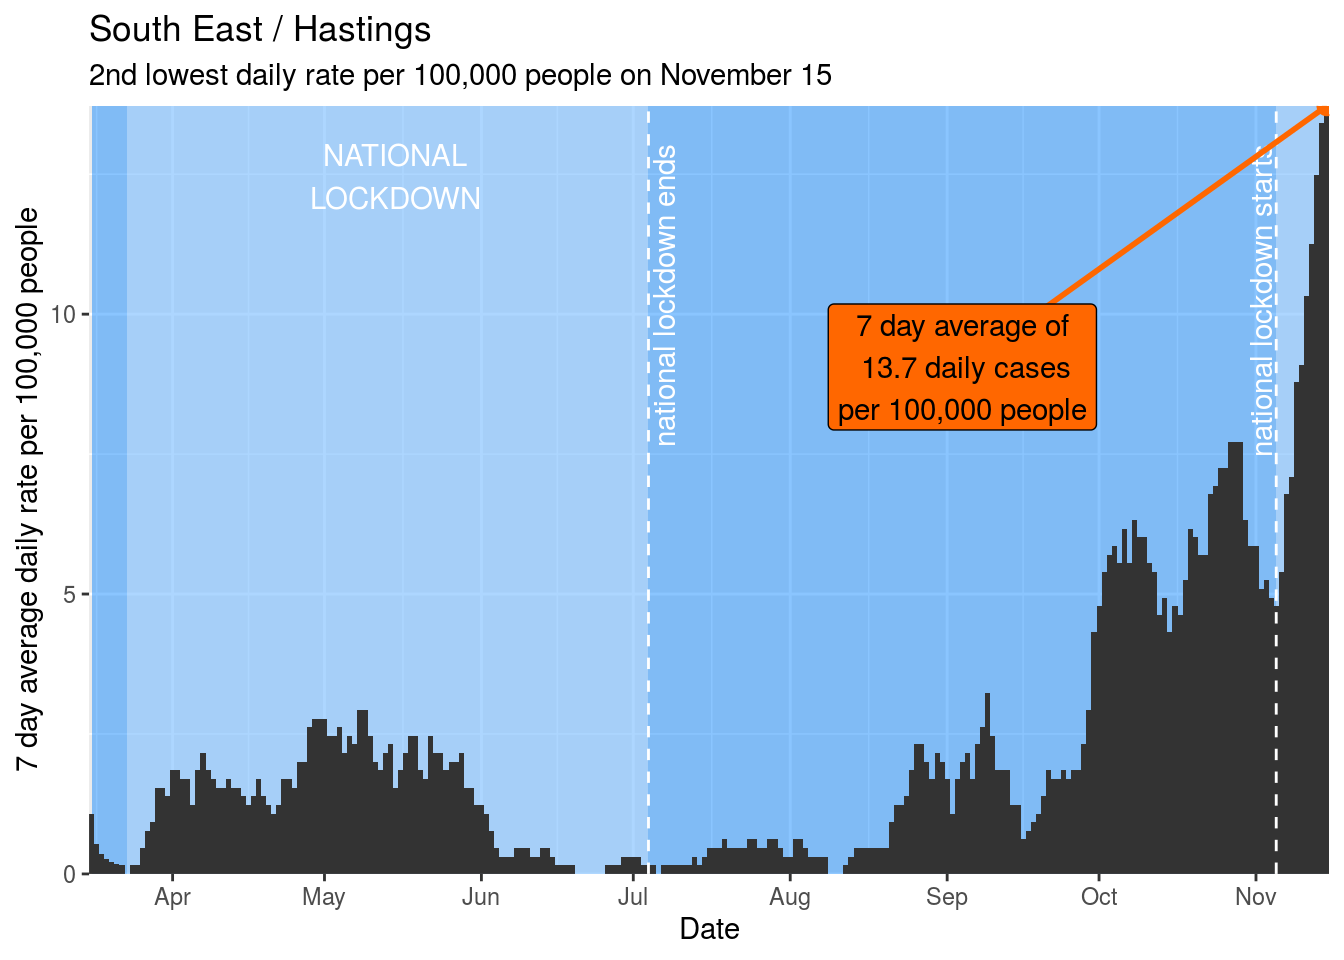 South East / Hastings
2nd lowest daily rate per 100,000 people on November 15
7 day average daily rate per 100,000 people
NATIONAL
LOCKDOWN
national lockdown ends
national lockdown starts
7 day average of
13.7 daily cases
per 100,000 people
10
5
0
Apr
May
Jun
Jul
Aug
Sep
Oct
Nov
Date